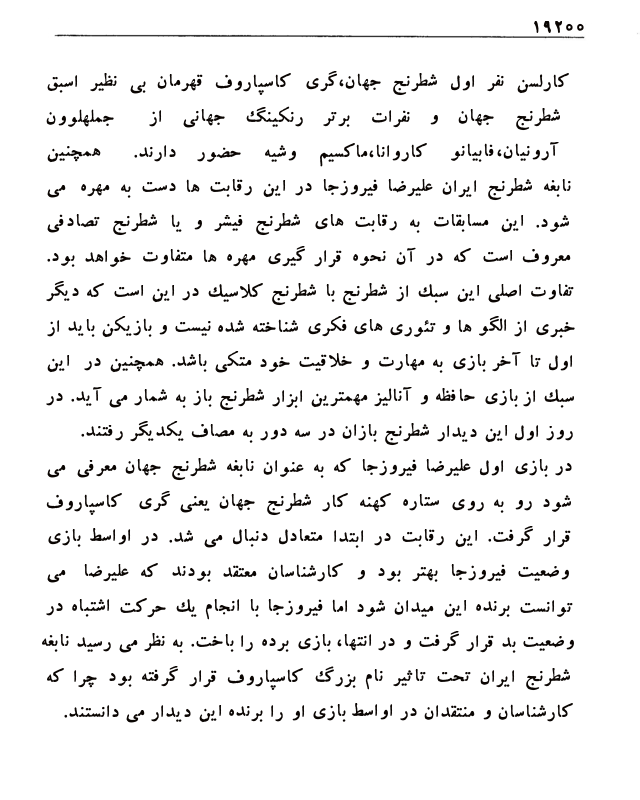 ۱۹۲۰۰
کارلسن نفر اول شطرنج جهان،گری کاسپاروف قهرمان بی نظیر اسبق
شطرنج جهان و نفرات برتر رنکینگ جهانی از جملهلوون
آرونیان،فابیانو کاروانا،ماکسیم وشیه حضور دارند. همچنین
نابغه شطرنج ایران علیرضا فیروزجا در این رقابت ها دست به مهره می
شود. این مسابقات به رقابت های شطرنج فیشر و یا شطرنج تصادفی
معروف است که در آن نحوه قرار گیری مهره ها متفاوت خواهد بود.
تفاوت اصلی این سبک از شطرنج با شطرنج کلاسیک در این است که دیگر
خبری از الگو ها و تئوری های فکری شناخته شده نیست و بازیکن باید از
اول تا آخر بازی به مهارت و خلاقیت خود متکی باشد. همچنین در این
سبک از بازی حافظه و آنالیز مهمترین ابزار شطرنج باز به شمار می آید. در
روز اول این دیدار شطرنج بازان در سه دور به مصاف یکدیگر رفتند.
در بازی اول علیرضا فیروزجا که به عنوان نابغه شطرنج جهان معرفی می
شود رو به روی ستاره کهنه کار شطرنج جهان یعنی گری کاسپاروف
قرار گرفت. این رقابت در ابتدا متعادل دنبال می شد. در اواسط بازی
وضعیت فیروزجا بهتر بود و کارشناسان معتقد بودند که علیرضا می
توانست برنده این میدان شود اما فیروزجا با انجام یک حرکت اشتباه در
وضعیت بد قرار گرفت و در انتها، بازی برده را باخت. به نظر می رسید نابغه
شطرنج ایران تحت تاثیر نام بزرگ کاسپاروف قرار گرفته بود چرا که
کارشناسان و منتقدان در اواسط بازی او را برنده این دیدار می دانستند.